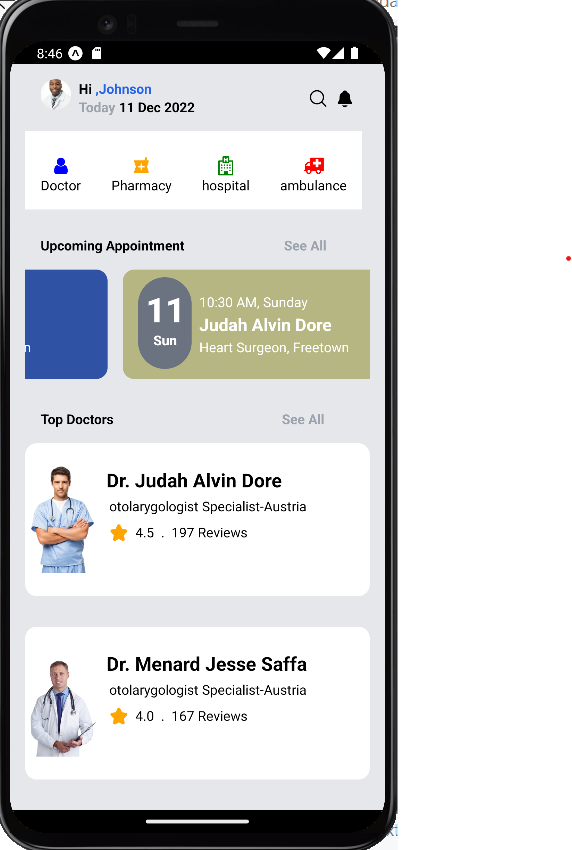 8:46
Hi ,Johnson
Today 11 Dec 2022
Doctor Pharmacy hospital ambulance
Upcoming Appointment See All
11
Sun
10:30 AM, Sunday
Judah Alvin Dore
Heart Surgeon, Freetown
Top Doctors See All
Dr. Judah Alvin Dore
otolarygologist Specialist-Austria
4.5 . 197 Reviews
Dr. Menard Jesse Saffa
otolarygologist Specialist-Austria
4.0 . 167 Reviews